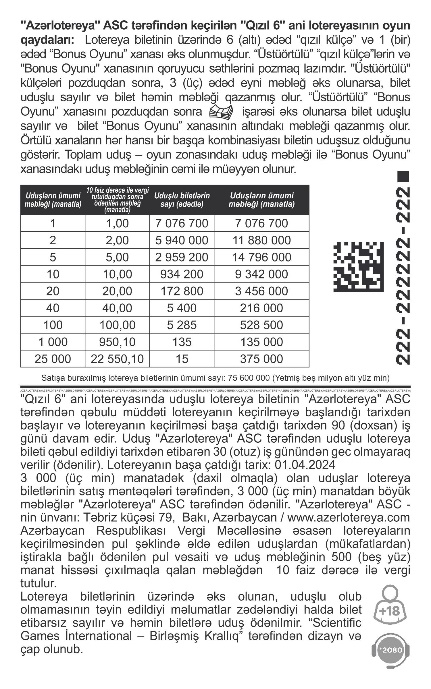 "Azərlotereya" ASC tərəfindən keçirilən "Qızıl 6" ani lotereyasının oyun
qaydaları: Lotereya biletinin üzərində 6 (altı) ədəd "qızıl külçə" və 1 (bir)
ədəd "Bonus Oyunu" xanası əks olunmuşdur. "Üstüörtülü" "qızıl külçə"lərin və
"Bonus Oyunu" xanasının qoruyucu səthlərini pozmaq lazımdır. "Üstüörtülü"
külçələri pozduqdan sonra, 3 (üç) ədəd eyni məbləğ əks olunarsa, bilet
uduşlu sayılır və bilet həmin məbləği qazanmış olur. "Üstüörtülü" "Bonus
Oyunu" xanasını pozduqdan sonra işarəsi əks olunarsa bilet uduşlu
sayılır və bilet "Bonus Oyunu" xanasının altındakı məbləği qazanmış olur.
Örtülü xanaların hər hansı bir başqa kombinasiyası biletin uduşsuz olduğunu
göstərir. Toplam uduş – oyun zonasındakı uduş məbləği ilə "Bonus Oyunu"
xanasındakı uduş məbləğinin cəmi ilə müəyyən olunur.
Uduşların ümumi məbləği (manatla) 10 faiz dərəcə ilə vergi tutulduqdan sonra ödənilən məbləğ (manatla) Uduşlu biletlərin sayı (ədədlə) Uduşların ümumi məbləği (manatla)
1 1,00 7 076 700 7 076 700
2 2,00 5 940 000 11 880 000
5 5,00 2 959 200 14 796 000
10 10,00 934 200 9 342 000
20 20,00 172 800 3 456 000
40 40,00 5 400 216 000
100 100,00 5 285 528 500
1 000 950,10 135 135 000
25 000 22 550,10 15 375 000
222-222222-222
Satışa buraxılmış lotereya biletlərinin ümumi sayı: 75 600 000 (Yetmiş beş milyon altı yüz min)
"Qızıl 6" ani lotereyasında uduşlu lotereya biletinin "Azərlotereya" ASC
tərəfindən qəbulu müddəti lotereyanın keçirilməyə başlandığı tarixdən
başlayır və lotereyanın keçirilməsi başa çatdığı tarixdən 90 (doxsan) iş
günü davam edir. Uduş "Azərlotereya" ASC tərəfindən uduşlu lotereya
bileti qəbul edildiyi tarixdən etibarən 30 (otuz) iş günündən gec olmayaraq
verilir (ödənilir). Lotereyanın başa çatdığı tarix: 01.04.2024
3 000 (üç min) manatadək (daxil olmaqla) olan uduşlar lotereya
biletlərinin satış məntəqələri tərəfindən, 3 000 (üç min) manatdan böyük
məbləğlər "Azərlotereya" ASC tərəfindən ödənilir. "Azərlotereya" ASC -
nin ünvanı: Təbriz küçəsi 79, Bakı, Azərbaycan / www.azerlotereya.com
Azərbaycan Respublikası Vergi Məcəlləsinə əsasən lotereyaların
keçirilməsindən pul şəklində əldə edilən uduşlardan (mükafatlardan)
iştirakla bağlı ödənilən pul vəsaiti və uduş məbləğinin 500 (beş yüz)
manat hissəsi çıxılmaqla qalan məbləğdən 10 faiz dərəcə ilə vergi
tutulur.
Lotereya biletlərinin üzərində əks olunan, uduşlu olub
olmamasının təyin edildiyi məlumatlar zədələndiyi halda bilet
etibarsız sayılır və həmin biletlərə uduş ödənilmir. "Scientific
Games İnternational – Birləşmiş Krallıq" tərəfindən dizayn və
çap olunub.
+18
*2080